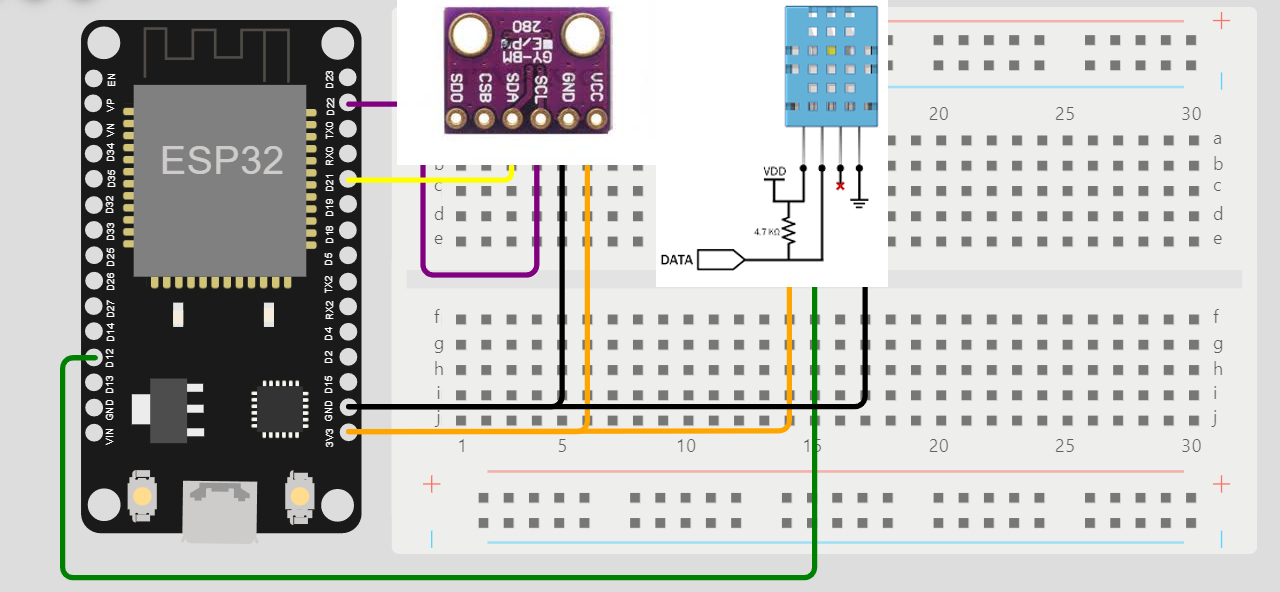 EN
VP
VN
D34
D35
D32
D33
D25
D26
D27
D14
D12
D13
GND
VIN
ESP32
D23
D22
TX0
RX0
D21
D19
D18
D5
TX2
RX2
D4
D2
D15
GND
3V3
GY-BM
E/P
280
SDO
CSB
SDA
SCL
GND
VCC
VDD
4.7 KΩ
DATA
+
20
30
a
b
c
d
e
b
c
d
e
f
g
h
i
j
f
g
h
i
j
1
5
10
15
20
25
30
+
+